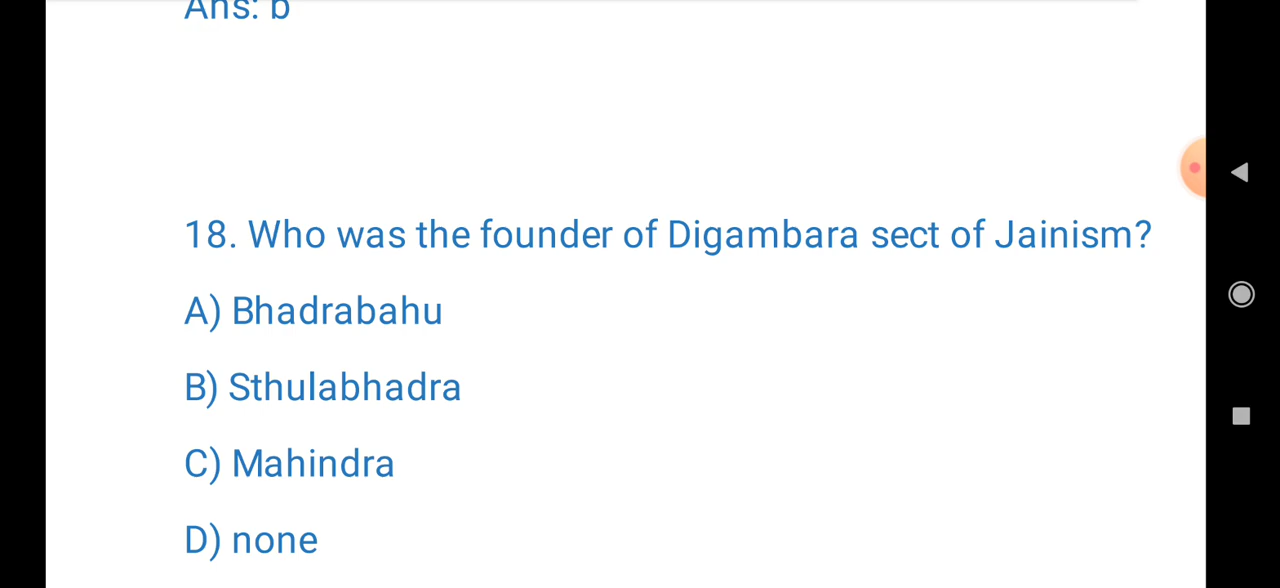 Ans: b
18. Who was the founder of Digambara sect of Jainism?
A) Bhadrabahu
B) Sthulabhadra
C) Mahindra
D) none